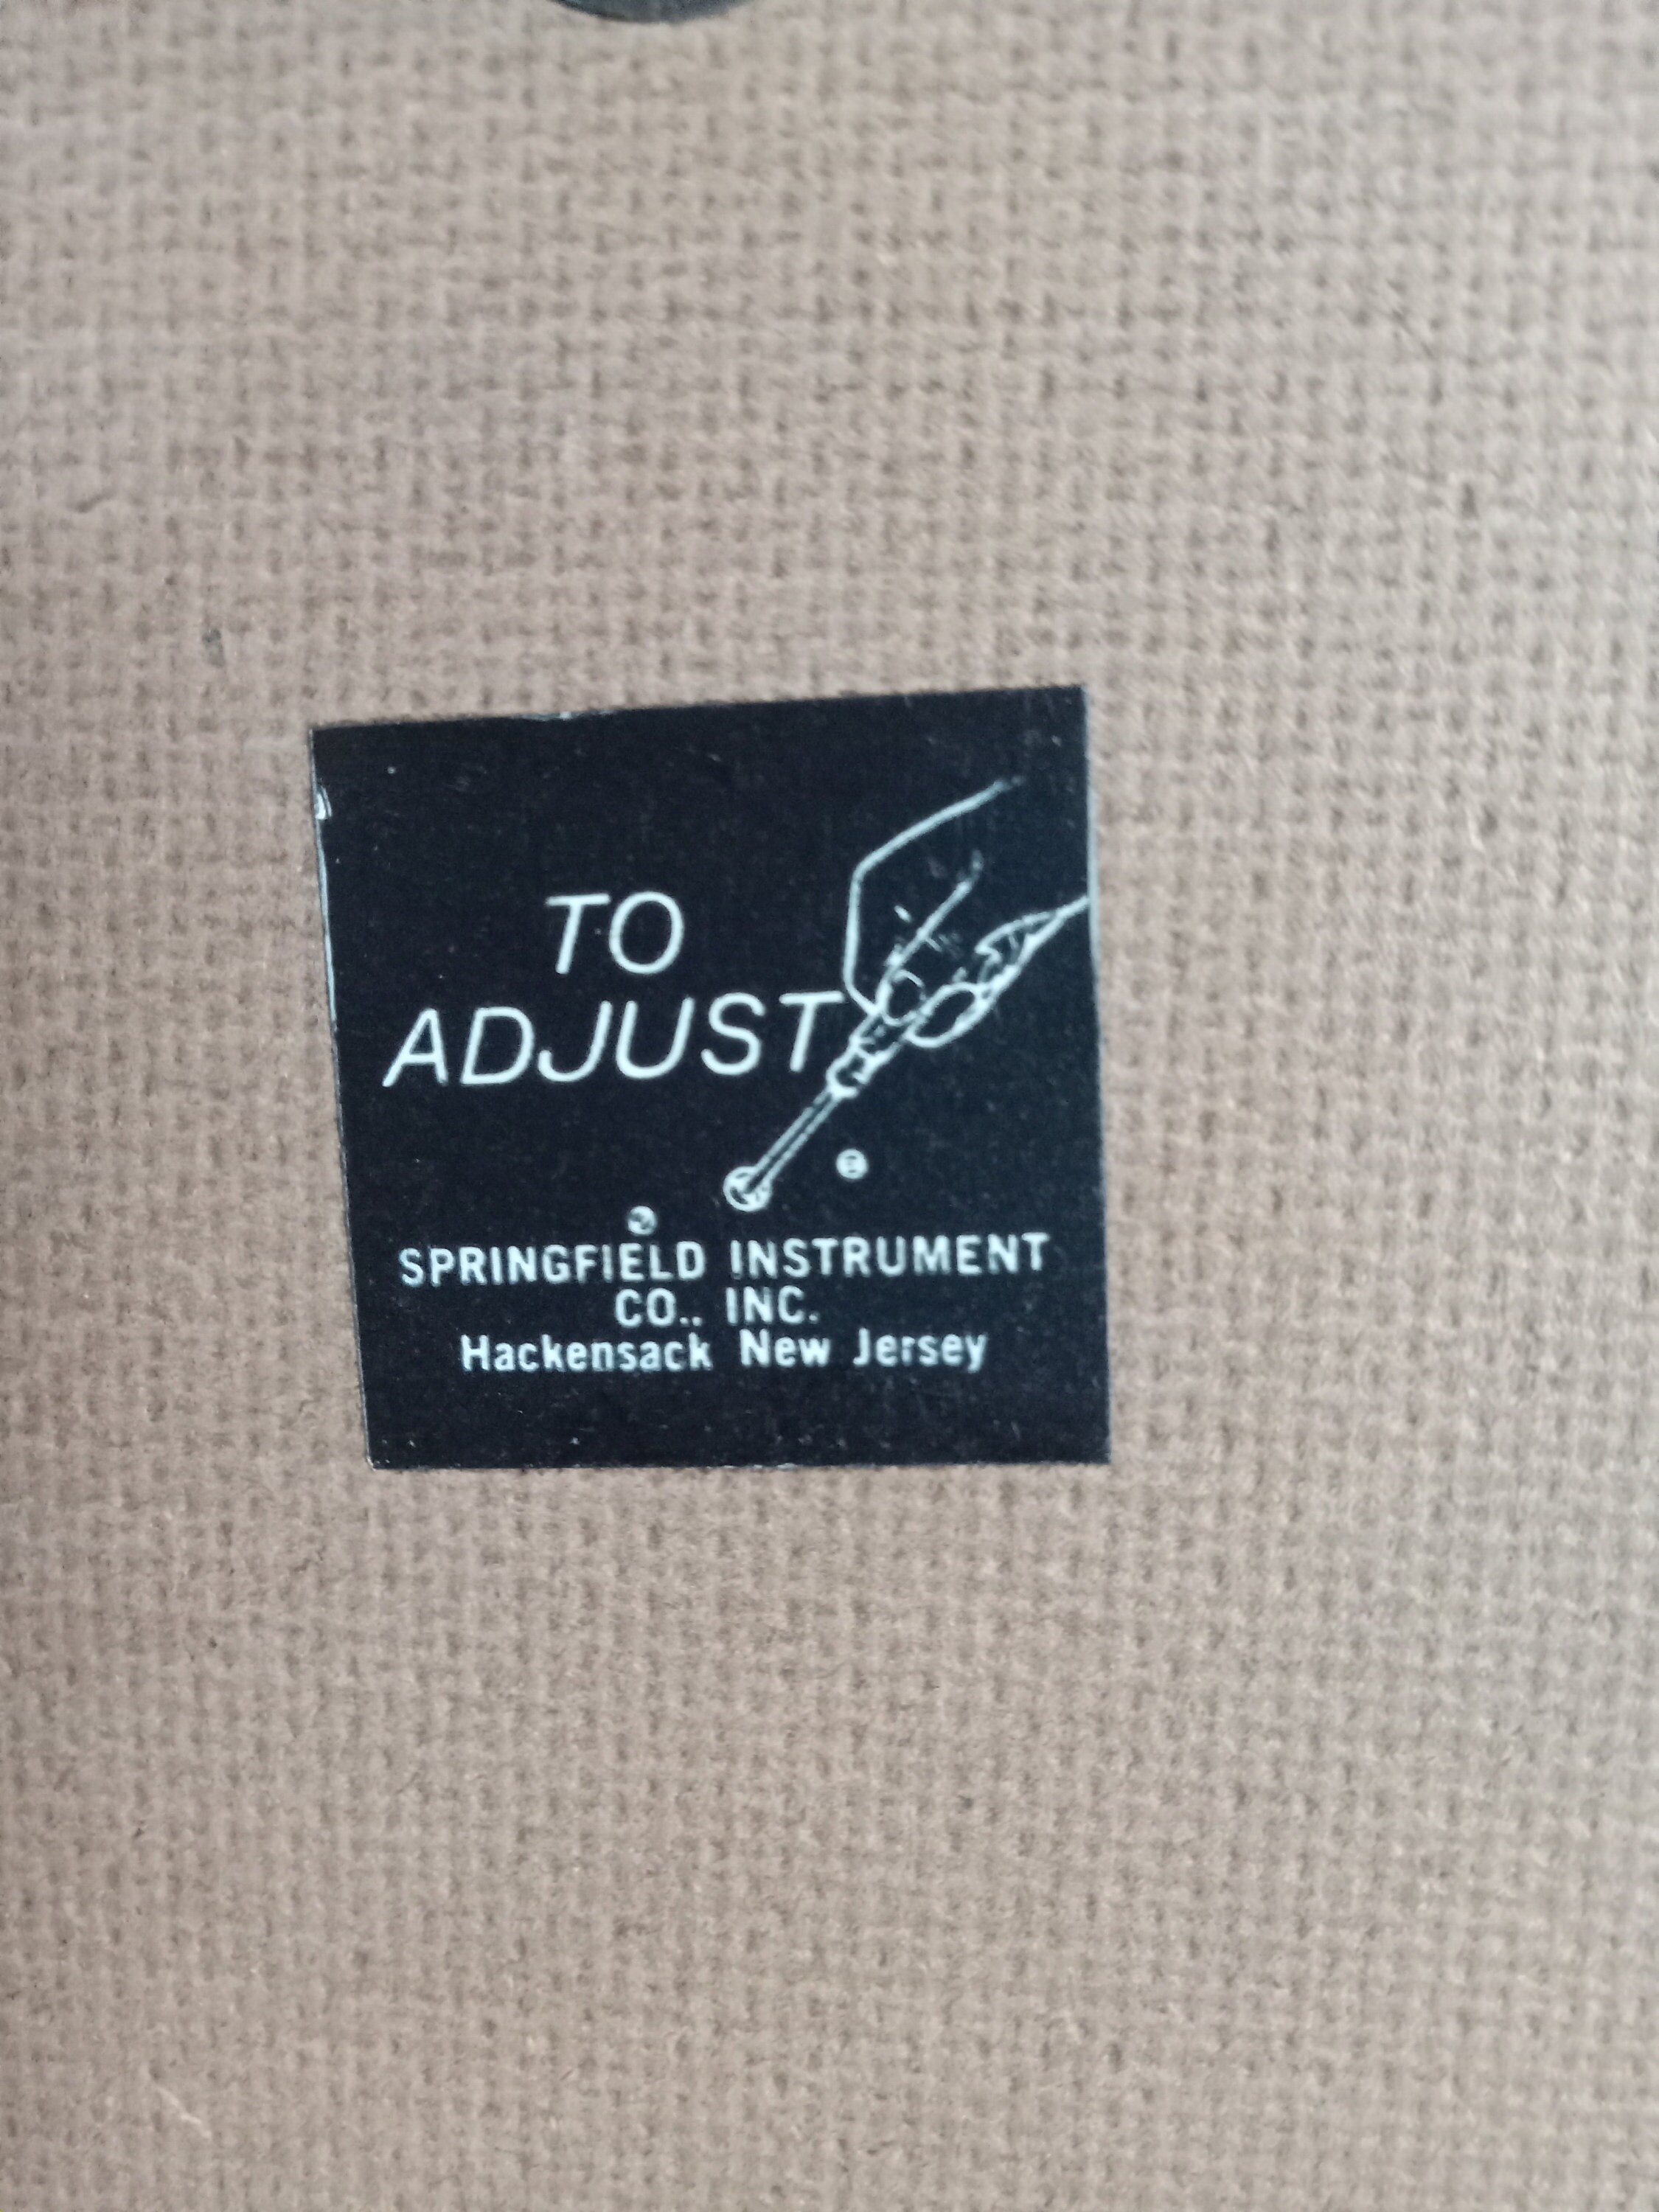 TO
ADJUST
SPRINGFIELD INSTRUMENT
CO.. INC.
Hackensack New Jersey